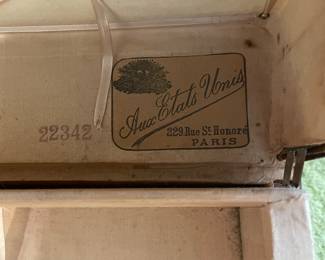 Aux Etats Unis
229 Rue St. Honoré
PARIS
22342